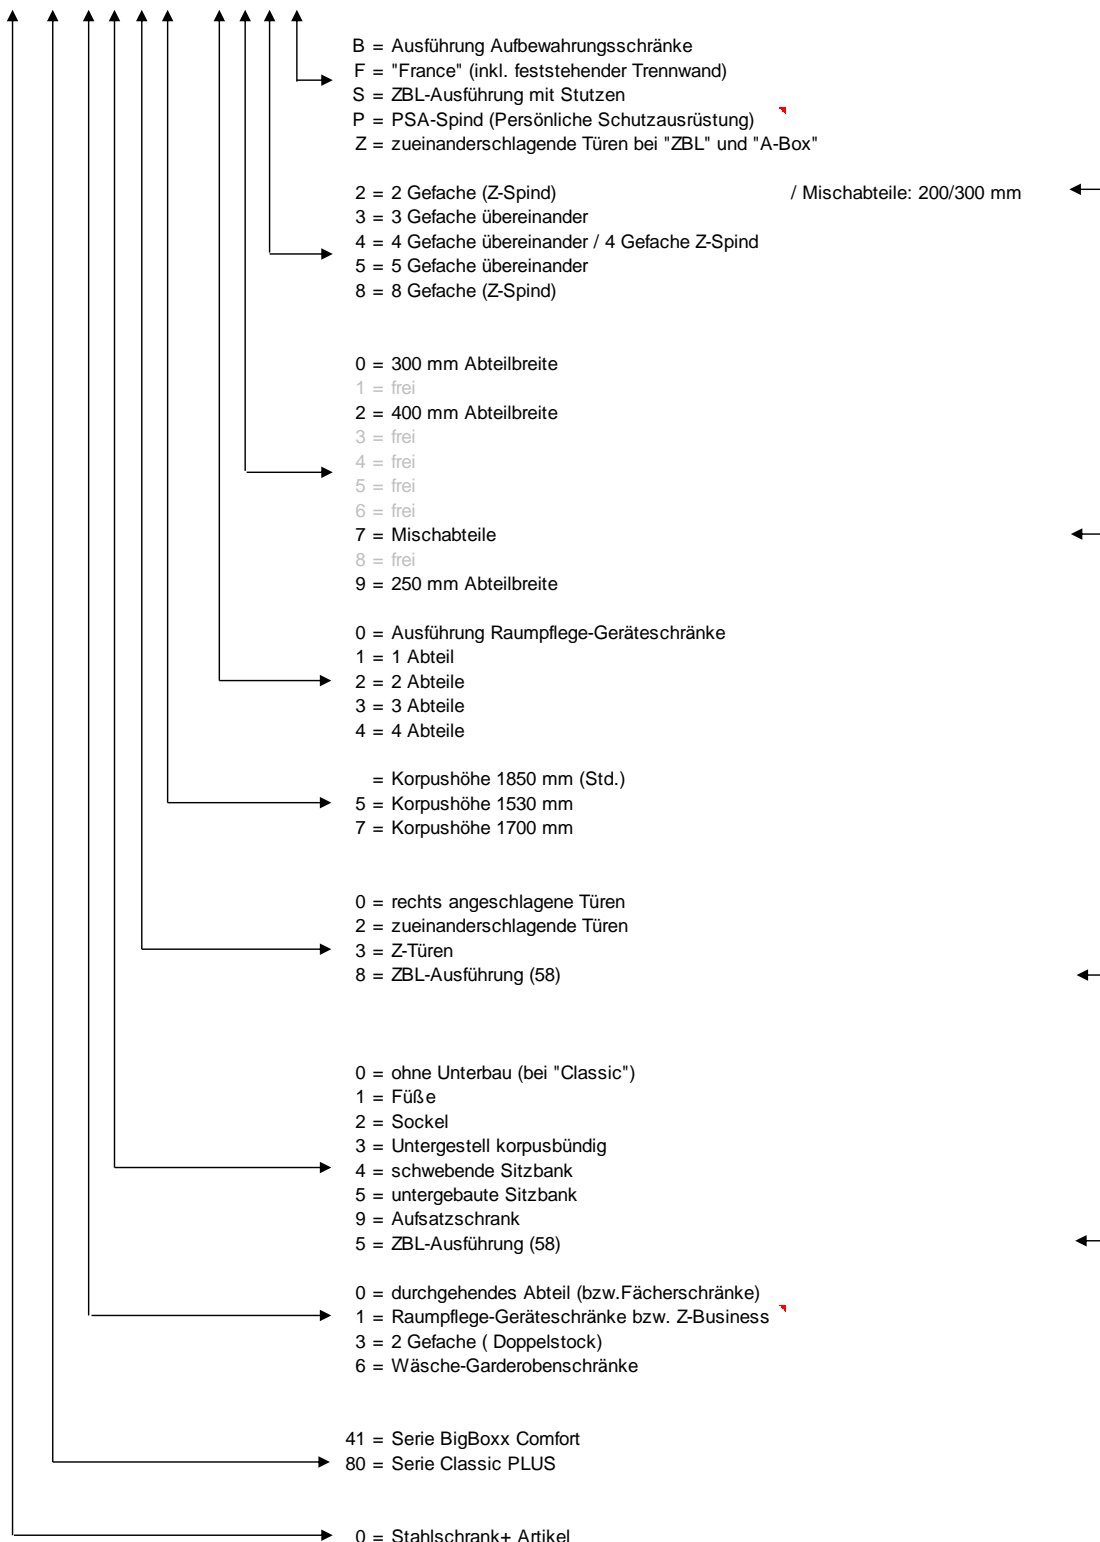 B = Ausführung Aufbewahrungsschränke
F = "France" (inkl. feststehender Trennwand)
S = ZBL-Ausführung mit Stutzen
P = PSA-Spind (Persönliche Schutzausrüstung)
Z = zueinanderschlagende Türen bei "ZBL" und "A-Box"
2 = 2 Gefache (Z-Spind) / Mischabteile: 200/300 mm
3 = 3 Gefache übereinander
4 = 4 Gefache übereinander / 4 Gefache Z-Spind
5 = 5 Gefache übereinander
8 = 8 Gefache (Z-Spind)
0 = 300 mm Abteilbreite
1 = frei
2 = 400 mm Abteilbreite
3 = frei
4 = frei
5 = frei
6 = frei
7 = Mischabteile
8 = frei
9 = 250 mm Abteilbreite
0 = Ausführung Raumpflege-Geräteschränke
1 = 1 Abteil
2 = 2 Abteile
3 = 3 Abteile
4 = 4 Abteile
= Korpushöhe 1850 mm (Std.)
5 = Korpushöhe 1530 mm
7 = Korpushöhe 1700 mm
0 = rechts angeschlagene Türen
2 = zueinanderschlagende Türen
3 = Z-Türen
8 = ZBL-Ausführung (58)
0 = ohne Unterbau (bei "Classic")
1 = Füße
2 = Sockel
3 = Untergestell korpusbündig
4 = schwebende Sitzbank
5 = untergebaute Sitzbank
9 = Aufsatzschrank
5 = ZBL-Ausführung (58)
0 = durchgehendes Abteil (bzw.Fächerschränke)
1 = Raumpflege-Geräteschränke bzw. Z-Business
3 = 2 Gefache ( Doppelstock)
6 = Wäsche-Garderobenschränke
41 = Serie BigBoxx Comfort
80 = Serie Classic PLUS
0 = Stahlschrank+ Artikel